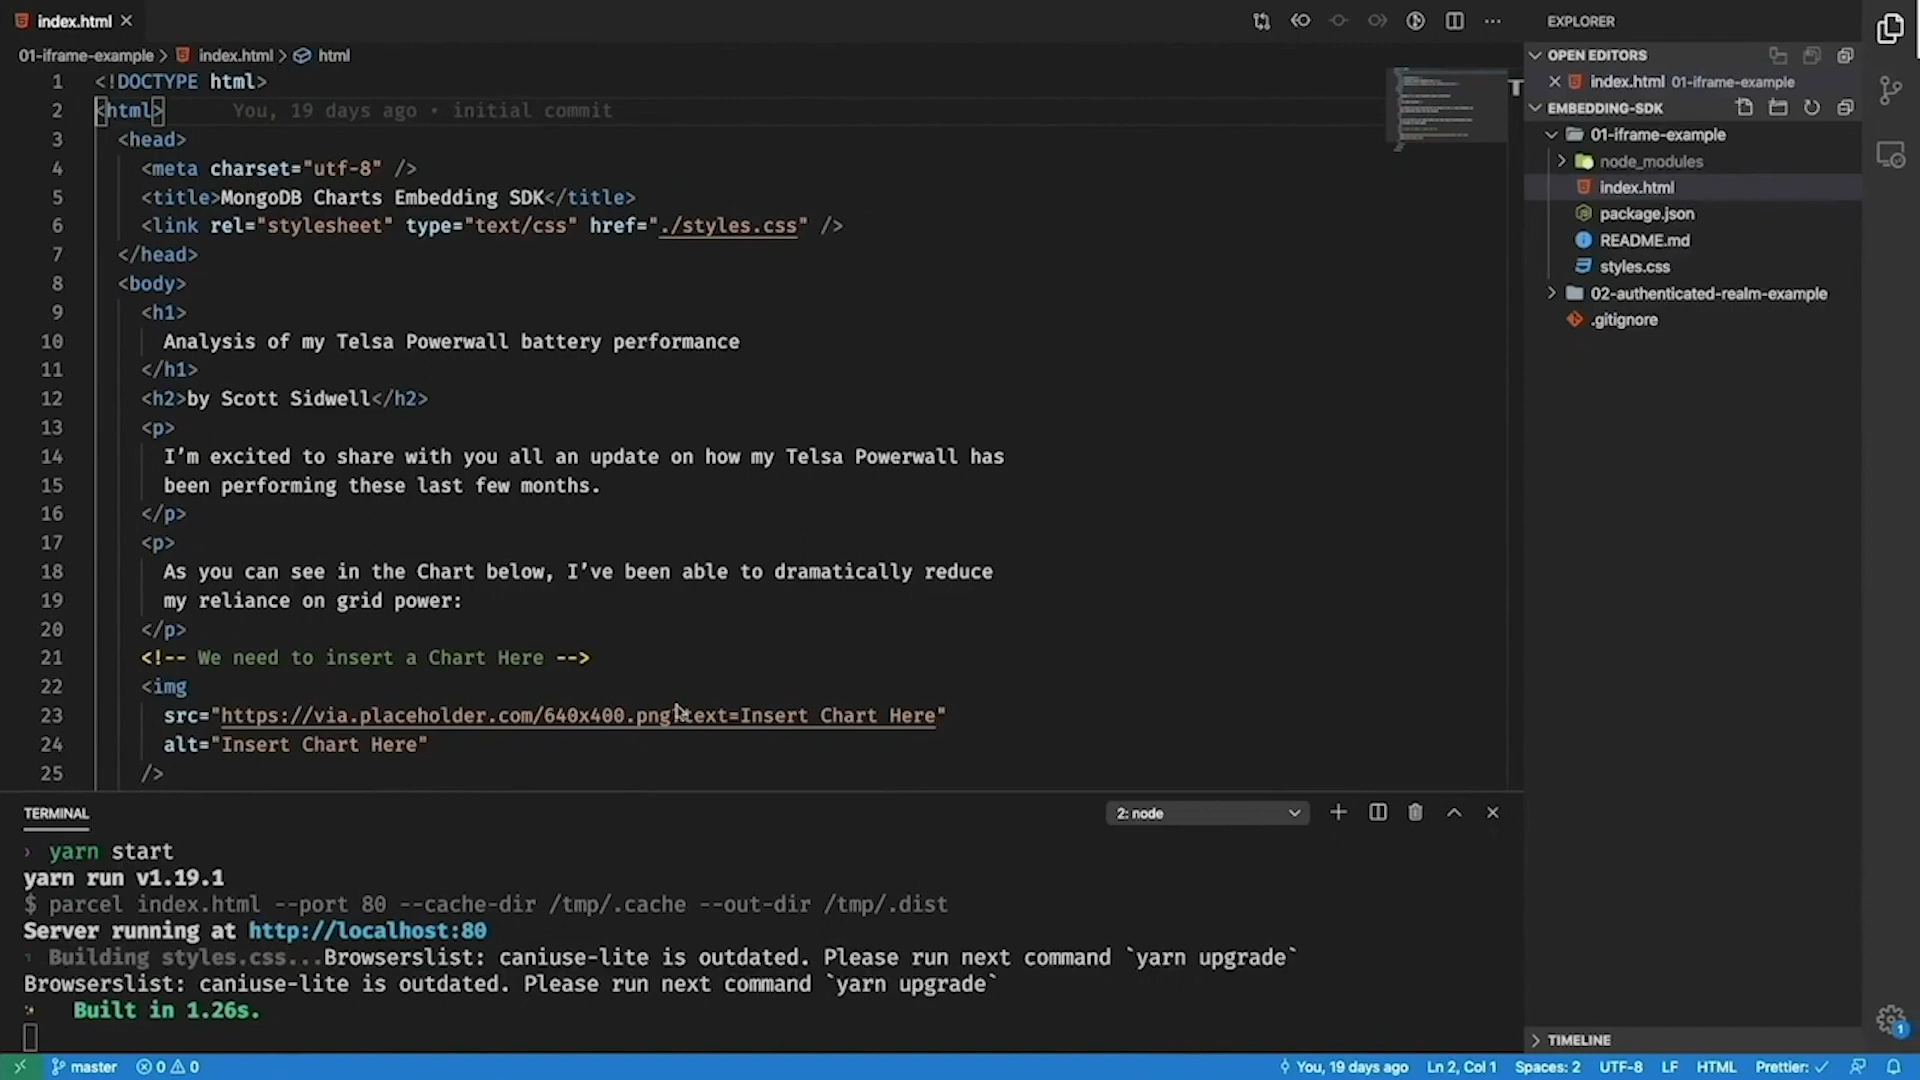 index.html
01-iframe-example > index.html > html
1 <!DOCTYPE html>
2 <html> You, 19 days ago • initial commit
3 <head>
4 <meta charset="utf-8" />
5 <title>MongoDB Charts Embedding SDK</title>
6 <link rel="stylesheet" type="text/css" href="./styles.css" />
7 </head>
8 <body>
9 <h1>
10 Analysis of my Telsa Powerwall battery performance
11 </h1>
12 <h2>by Scott Sidwell</h2>
13 <p>
14 I’m excited to share with you all an update on how my Telsa Powerwall has
15 been performing these last few months.
16 </p>
17 <p>
18 As you can see in the Chart below, I’ve been able to dramatically reduce
19 my reliance on grid power:
20 </p>
21 <!-- We need to insert a Chart Here -->
22 <img
23 src="https://via.placeholder.com/640x400.png?text=Insert Chart Here"
24 alt="Insert Chart Here"
25 />
TERMINAL
2: node
› yarn start
yarn run v1.19.1
$ parcel index.html --port 80 --cache-dir /tmp/.cache --out-dir /tmp/.dist
Server running at http://localhost:80
Building styles.css...Browserslist: caniuse-lite is outdated. Please run next command `yarn upgrade`
Browserslist: caniuse-lite is outdated. Please run next command `yarn upgrade`
Built in 1.26s.
EXPLORER
OPEN EDITORS
index.html 01-iframe-example
EMBEDDING-SDK
01-iframe-example
node_modules
index.html
package.json
README.md
styles.css
02-authenticated-realm-example
.gitignore
TIMELINE
1
master 0 0
You, 19 days ago Ln 2, Col 1 Spaces: 2 UTF-8 LF HTML Prettier: ✓